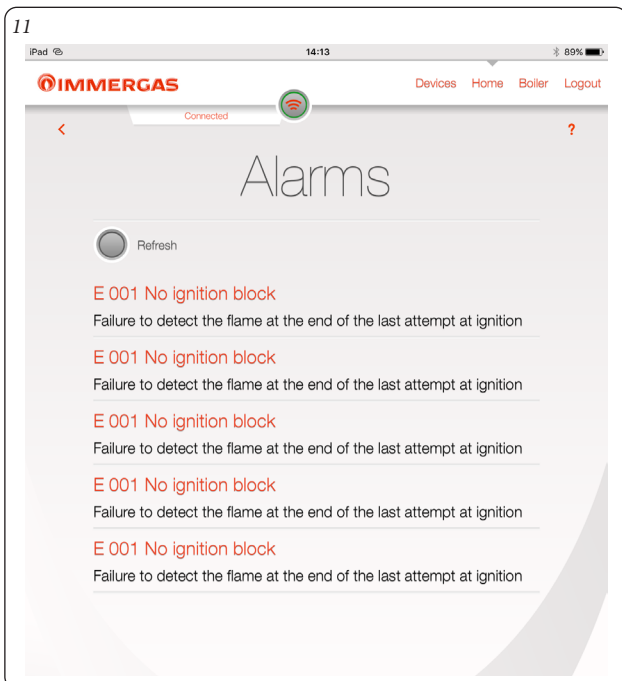 11
iPad 14:13 89%
IMMERGAS Devices Home Boiler Logout
Connected
< ?
Alarms
Refresh
E 001 No ignition block
Failure to detect the flame at the end of the last attempt at ignition
E 001 No ignition block
Failure to detect the flame at the end of the last attempt at ignition
E 001 No ignition block
Failure to detect the flame at the end of the last attempt at ignition
E 001 No ignition block
Failure to detect the flame at the end of the last attempt at ignition
E 001 No ignition block
Failure to detect the flame at the end of the last attempt at ignition